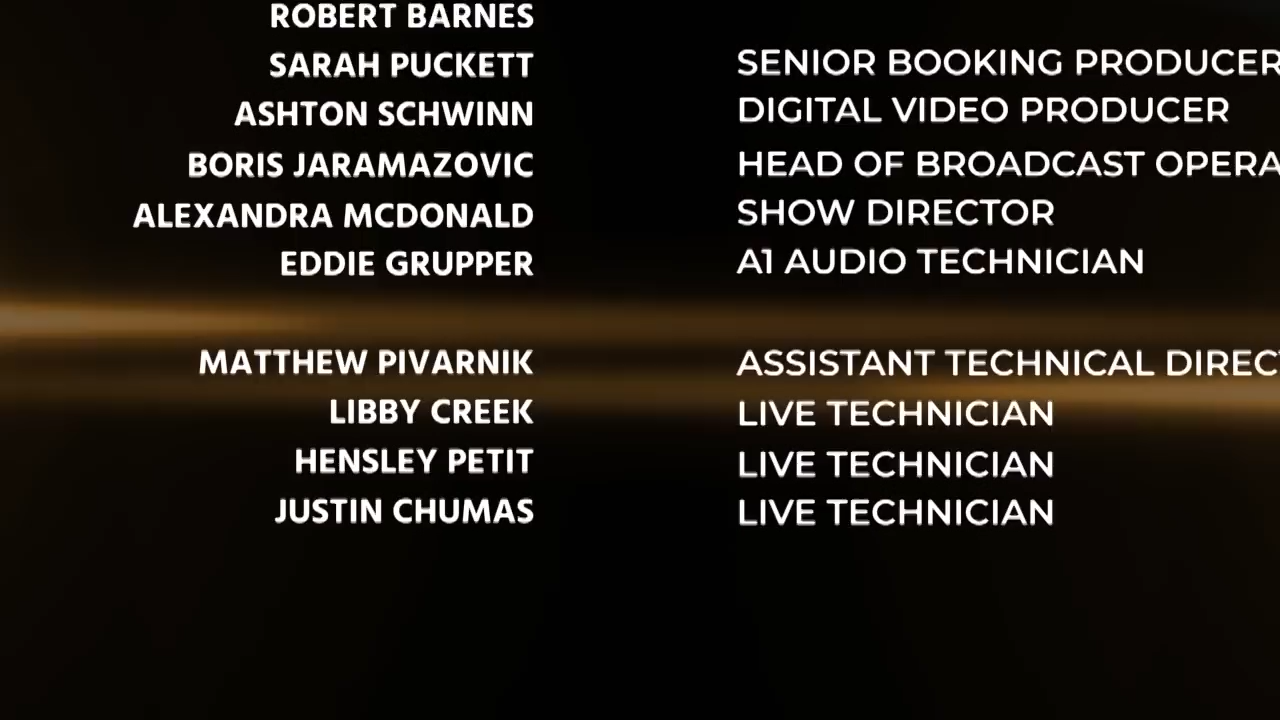 ROBERT BARNES
SARAH PUCKETT SENIOR BOOKING PRODUCER
ASHTON SCHWINN DIGITAL VIDEO PRODUCER
BORIS JARAMAZOVIC HEAD OF BROADCAST OPERA
ALEXANDRA MCDONALD SHOW DIRECTOR
EDDIE GRUPPER A1 AUDIO TECHNICIAN
MATTHEW PIVARNIK ASSISTANT TECHNICAL DIREC
LIBBY CREEK LIVE TECHNICIAN
HENSLEY PETIT LIVE TECHNICIAN
JUSTIN CHUMAS LIVE TECHNICIAN